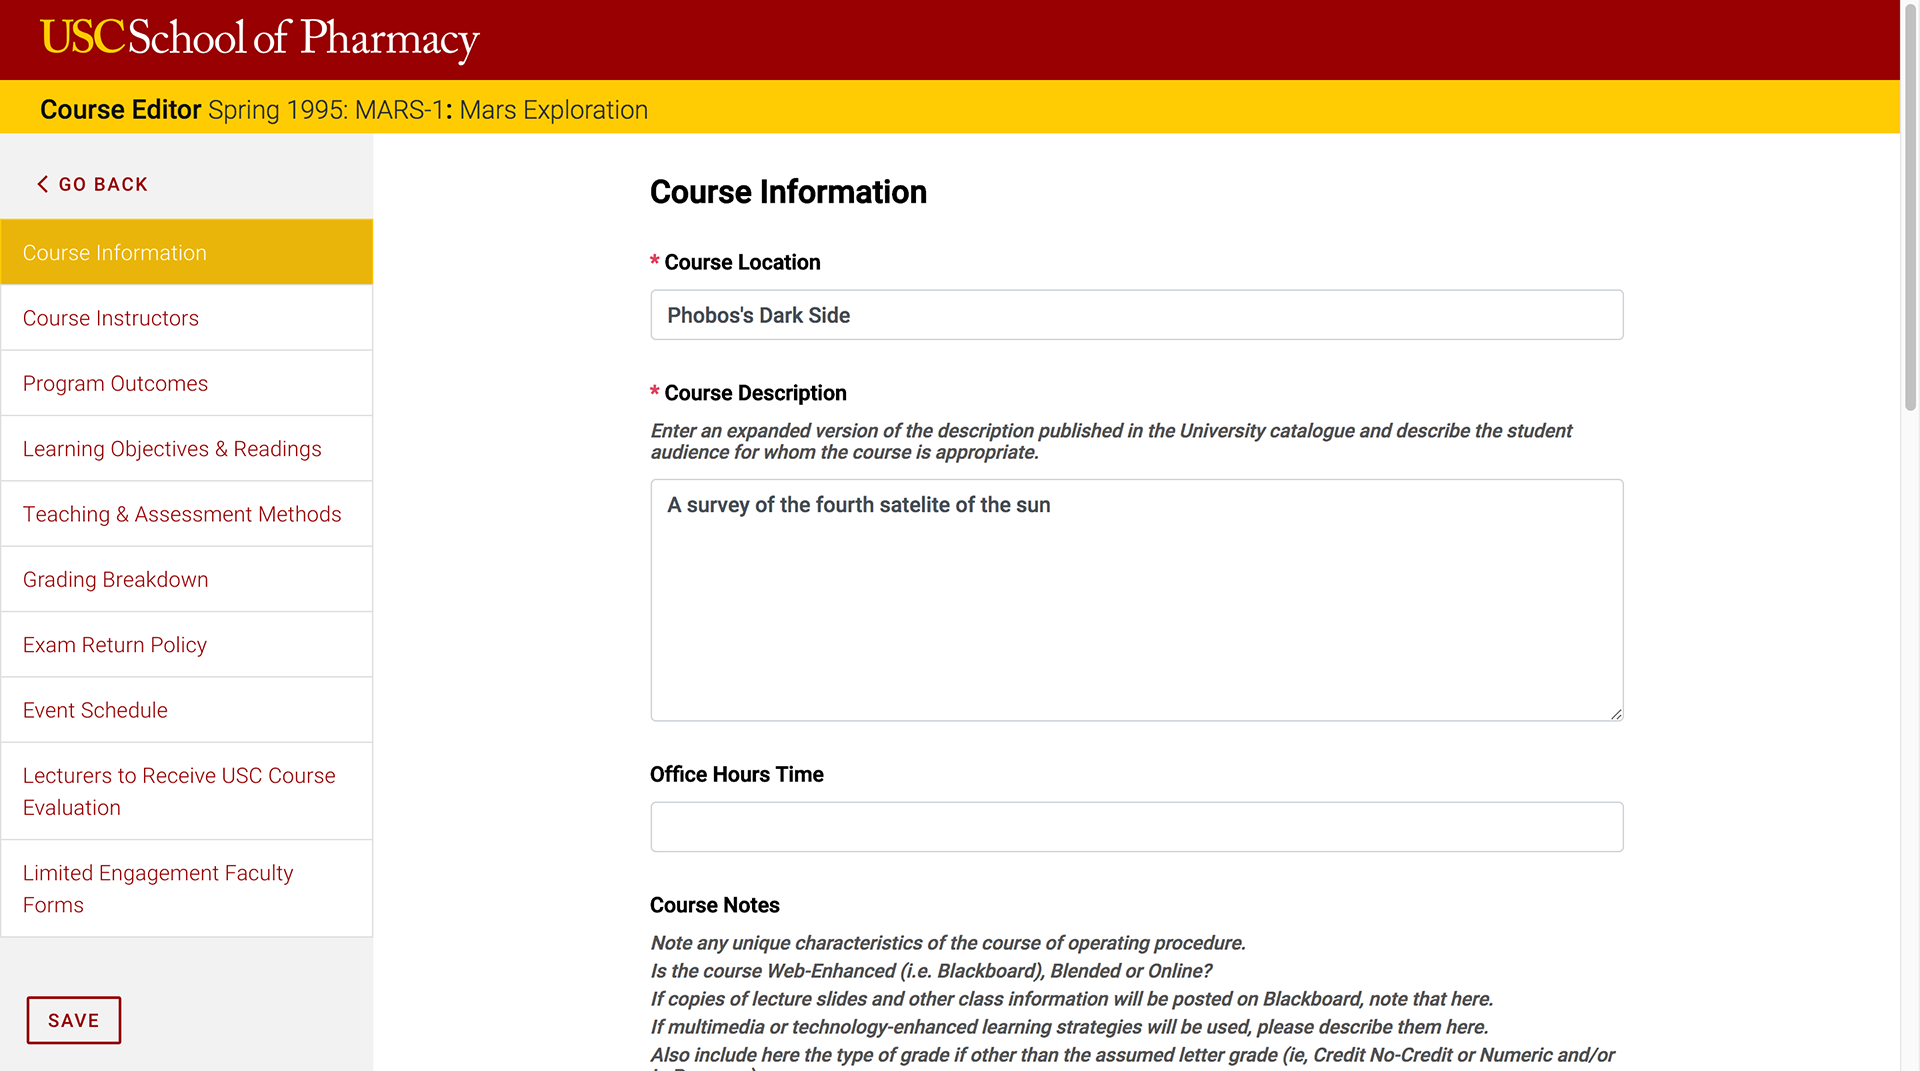 USC School of Pharmacy
Course Editor Spring 1995: MARS-1: Mars Exploration
GO BACK
Course Information
Course Instructors
Program Outcomes
Learning Objectives & Readings
Teaching & Assessment Methods
Grading Breakdown
Exam Return Policy
Event Schedule
Lecturers to Receive USC Course
Evaluation
Limited Engagement Faculty
Forms
SAVE
Course Information
* Course Location
Phobos's Dark Side
* Course Description
Enter an expanded version of the description published in the University catalogue and describe the student
audience for whom the course is appropriate.
A survey of the fourth satelite of the sun
Office Hours Time
Course Notes
Note any unique characteristics of the course of operating procedure.
Is the course Web-Enhanced (i.e. Blackboard), Blended or Online?
If copies of lecture slides and other class information will be posted on Blackboard, note that here.
If multimedia or technology-enhanced learning strategies will be used, please describe them here.
Also include here the type of grade if other than the assumed letter grade (ie, Credit No-Credit or Numeric and/or